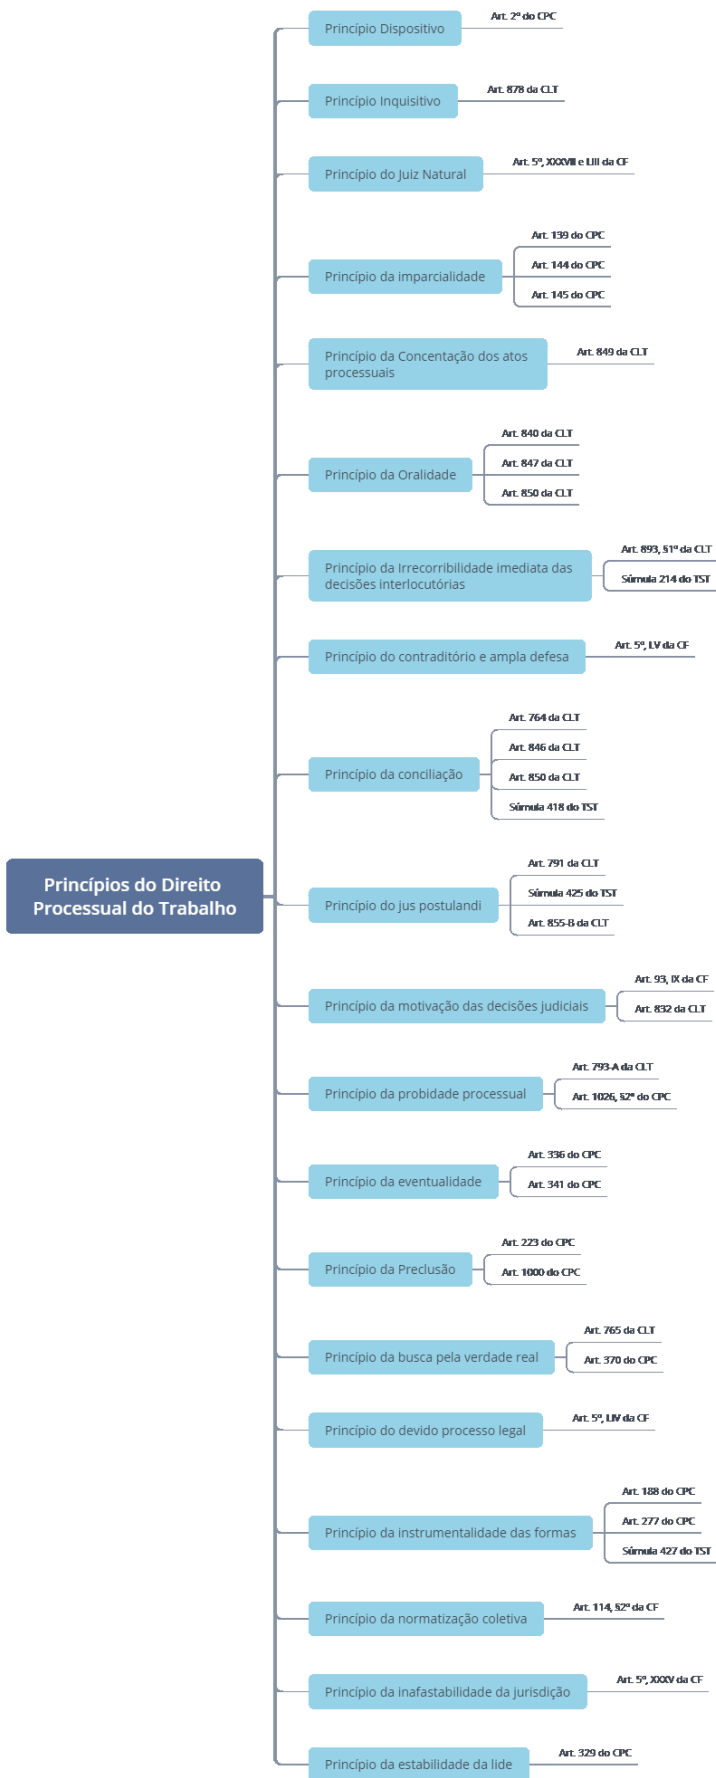 Princípio Dispositivo
Art. 2º do CPC
Princípio Inquisitivo
Art. 878 da CLT
Princípio do Juiz Natural
Art. 5º, XXXVII e LIII da CF
Princípio da imparcialidade
Art. 139 do CPC
Art. 144 do CPC
Art. 145 do CPC
Princípio da Concentação dos atos
processuais
Art. 849 da CLT
Princípio da Oralidade
Art. 840 da CLT
Art. 847 da CLT
Art. 850 da CLT
Princípio da Irrecorribilidade imediata das
decisões interlocutórias
Art. 893, §1º da CLT
Súmula 214 do TST
Princípio do contraditório e ampla defesa
Art. 5º, LV da CF
Princípio da conciliação
Art. 764 da CLT
Art. 846 da CLT
Art. 850 da CLT
Súmula 418 do TST
Princípios do Direito
Processual do Trabalho
Princípio do jus postulandi
Art. 791 da CLT
Súmula 425 do TST
Art. 855-B da CLT
Princípio da motivação das decisões judiciais
Art. 93, IX da CF
Art. 832 da CLT
Princípio da probidade processual
Art. 793-A da CLT
Art. 1026, §2º do CPC
Princípio da eventualidade
Art. 336 do CPC
Art. 341 do CPC
Princípio da Preclusão
Art. 223 do CPC
Art. 1000 do CPC
Princípio da busca pela verdade real
Art. 765 da CLT
Art. 370 do CPC
Princípio do devido processo legal
Art. 5º, LIV da CF
Princípio da instrumentalidade das formas
Art. 188 do CPC
Art. 277 do CPC
Súmula 427 do TST
Princípio da normatização coletiva
Art. 114, §2º da CF
Princípio da inafastabilidade da jurisdição
Art. 5º, XXXV da CF
Princípio da estabilidade da lide
Art. 329 do CPC